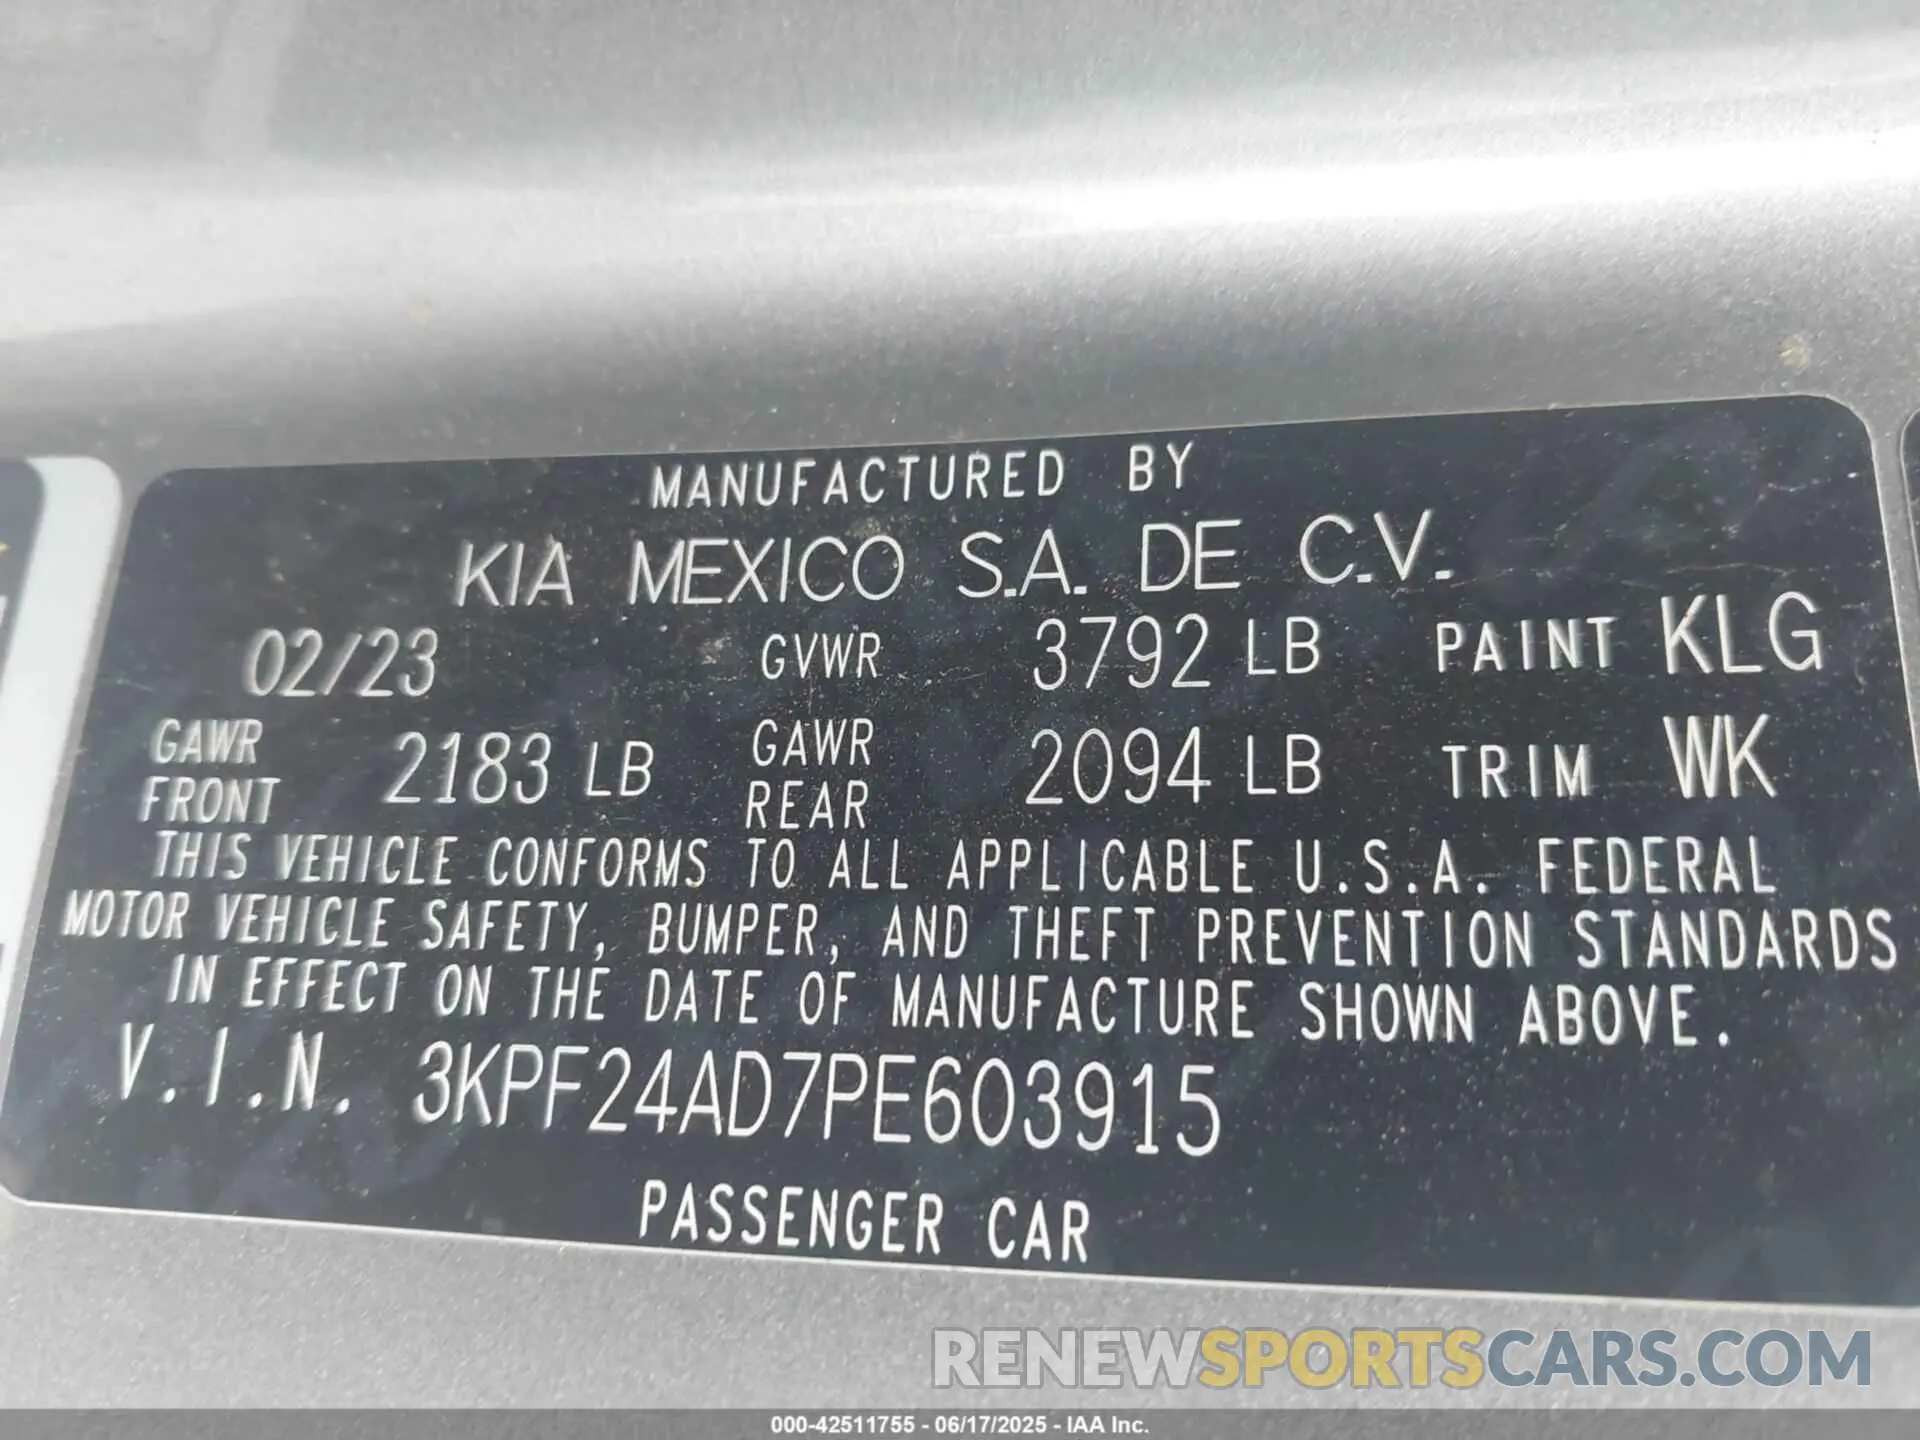 MANUFACTURED BY
KIA MEXICO S.A. DE C.V.
02/23 GVWR 3792 LB PAINT KLG
GAWR FRONT 2183 LB GAWR REAR 2094 LB TRIM WK
THIS VEHICLE CONFORMS TO ALL APPLICABLE U.S.A. FEDERAL
MOTOR VEHICLE SAFETY, BUMPER, AND THEFT PREVENTION STANDARDS
IN EFFECT ON THE DATE OF MANUFACTURE SHOWN ABOVE.
V.I.N. 3KPF24AD7PE603915
PASSENGER CAR
RENEWSPORTSCARS.COM
000-42511755 - 06/17/2025 - IAA Inc.